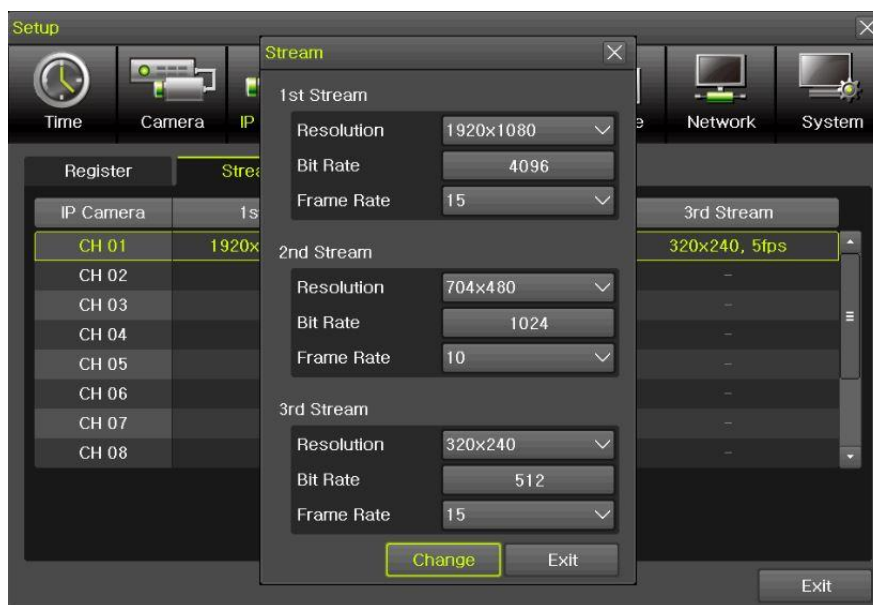 Setup
Stream
Time
Camera
IP
Network
System
1st Stream
Resolution 1920x1080
Bit Rate 4096
Frame Rate 15
Register
IP Camera
3rd Stream
CH 01 320x240, 5fps
2nd Stream
CH 02 -
Resolution 704x480
CH 03 -
Bit Rate 1024
CH 04 -
Frame Rate 10
CH 05 -
CH 06 -
3rd Stream
CH 07 -
Resolution 320x240
CH 08 -
Bit Rate 512
Frame Rate 15
Change Exit
Exit